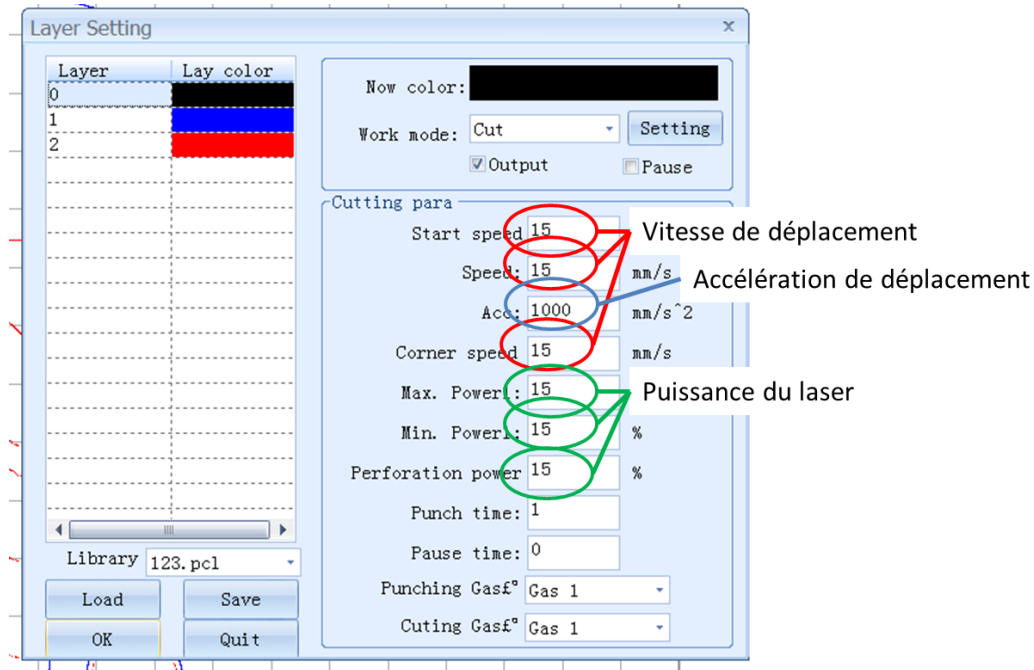 Layer Setting x
Layer Lay color
0
1
2
Library 123.pcl
Load Save
OK Quit
Now color:
Work mode: Cut Setting
Output Pause
Cutting para
Start speed 15
Speed: 15 mm/s
Acc: 1000 mm/s^2
Corner speed 15 mm/s
Max. Power1: 15
Min. Power1: 15 %
Perforation power 15 %
Punch time: 1
Pause time: 0
Punching Gas£º Gas 1
Cuting Gas£º Gas 1
Vitesse de déplacement
Accélération de déplacement
Puissance du laser